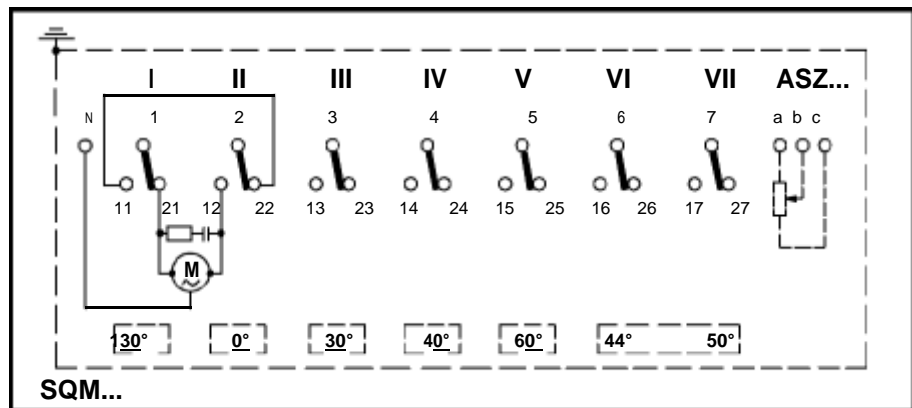 I II III IV V VI VII ASZ...
N 1 2 3 4 5 6 7 a b c
11 21 12 22 13 23 14 24 15 25 16 26 17 27
M
130° 0° 30° 40° 60° 44° 50°
SQM...